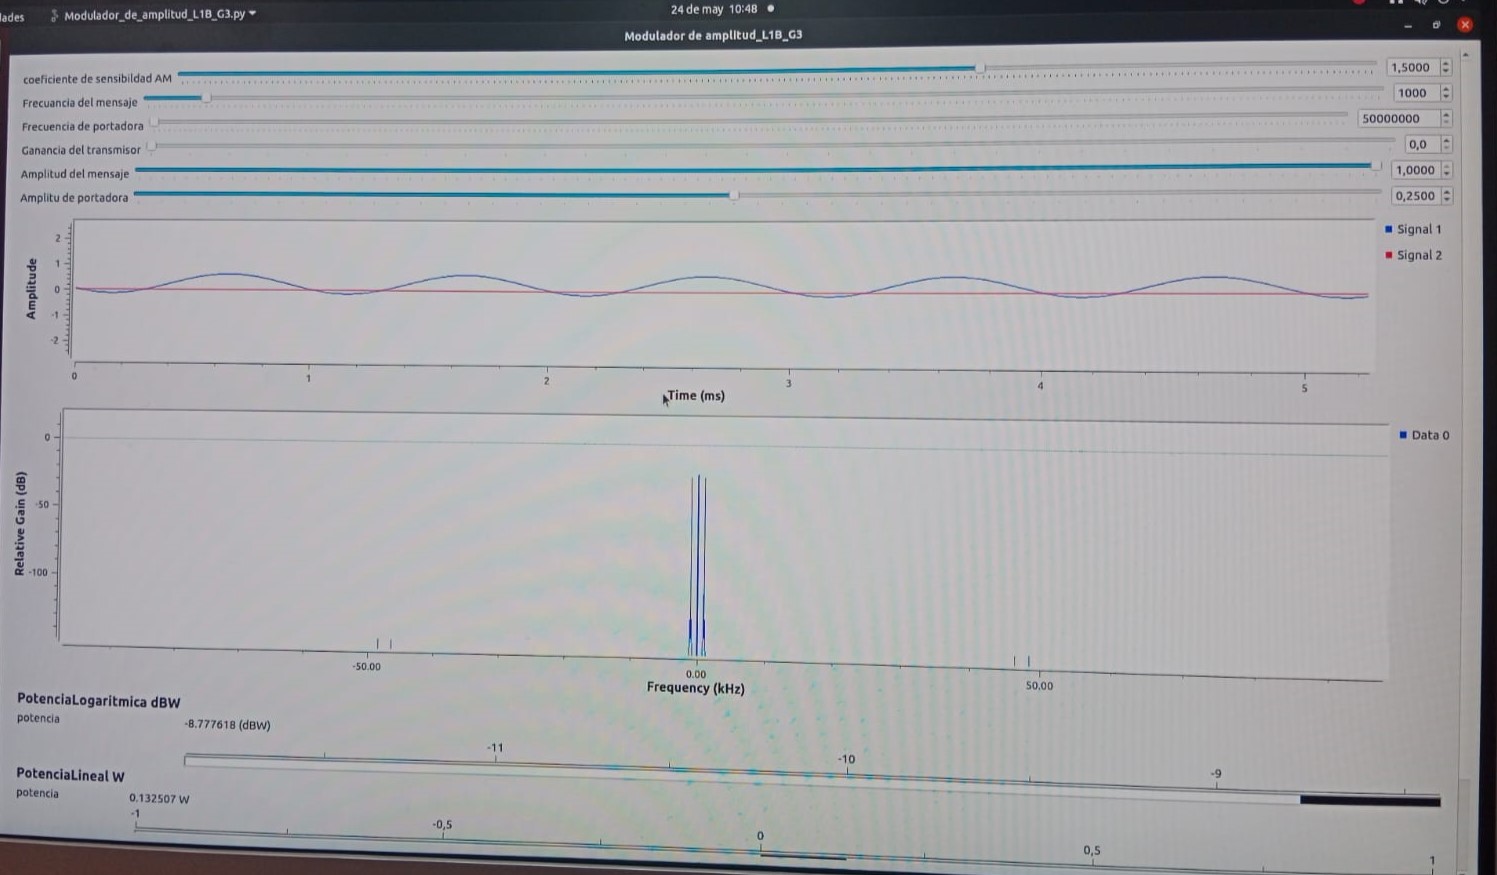 dades
Modulador_de_amplitud_L1B_G3.py
24 de may 10:48
Modulador de amplitud_L1B_G3
coeficiente de sensibildad AM 1,5000
Frecuancia del mensaje 1000
Frecuencia de portadora 50000000
Ganancia del transmisor 0,0
Amplitud del mensaje 1,0000
Amplitu de portadora 0,2500
Signal 1
Signal 2
Amplitude
2
1
0
-1
-2
0 1 2 3 4 5
Time (ms)
Data 0
Relative Gain (dB)
0
-50
-100
-50.00 0.00 50,00
Frequency (kHz)
PotenciaLogaritmica dBW
potencia -8.777618 (dBW)
-11 -10 -9
PotenciaLineal W
potencia 0.132507 W
-1 -0,5 0 0,5 1